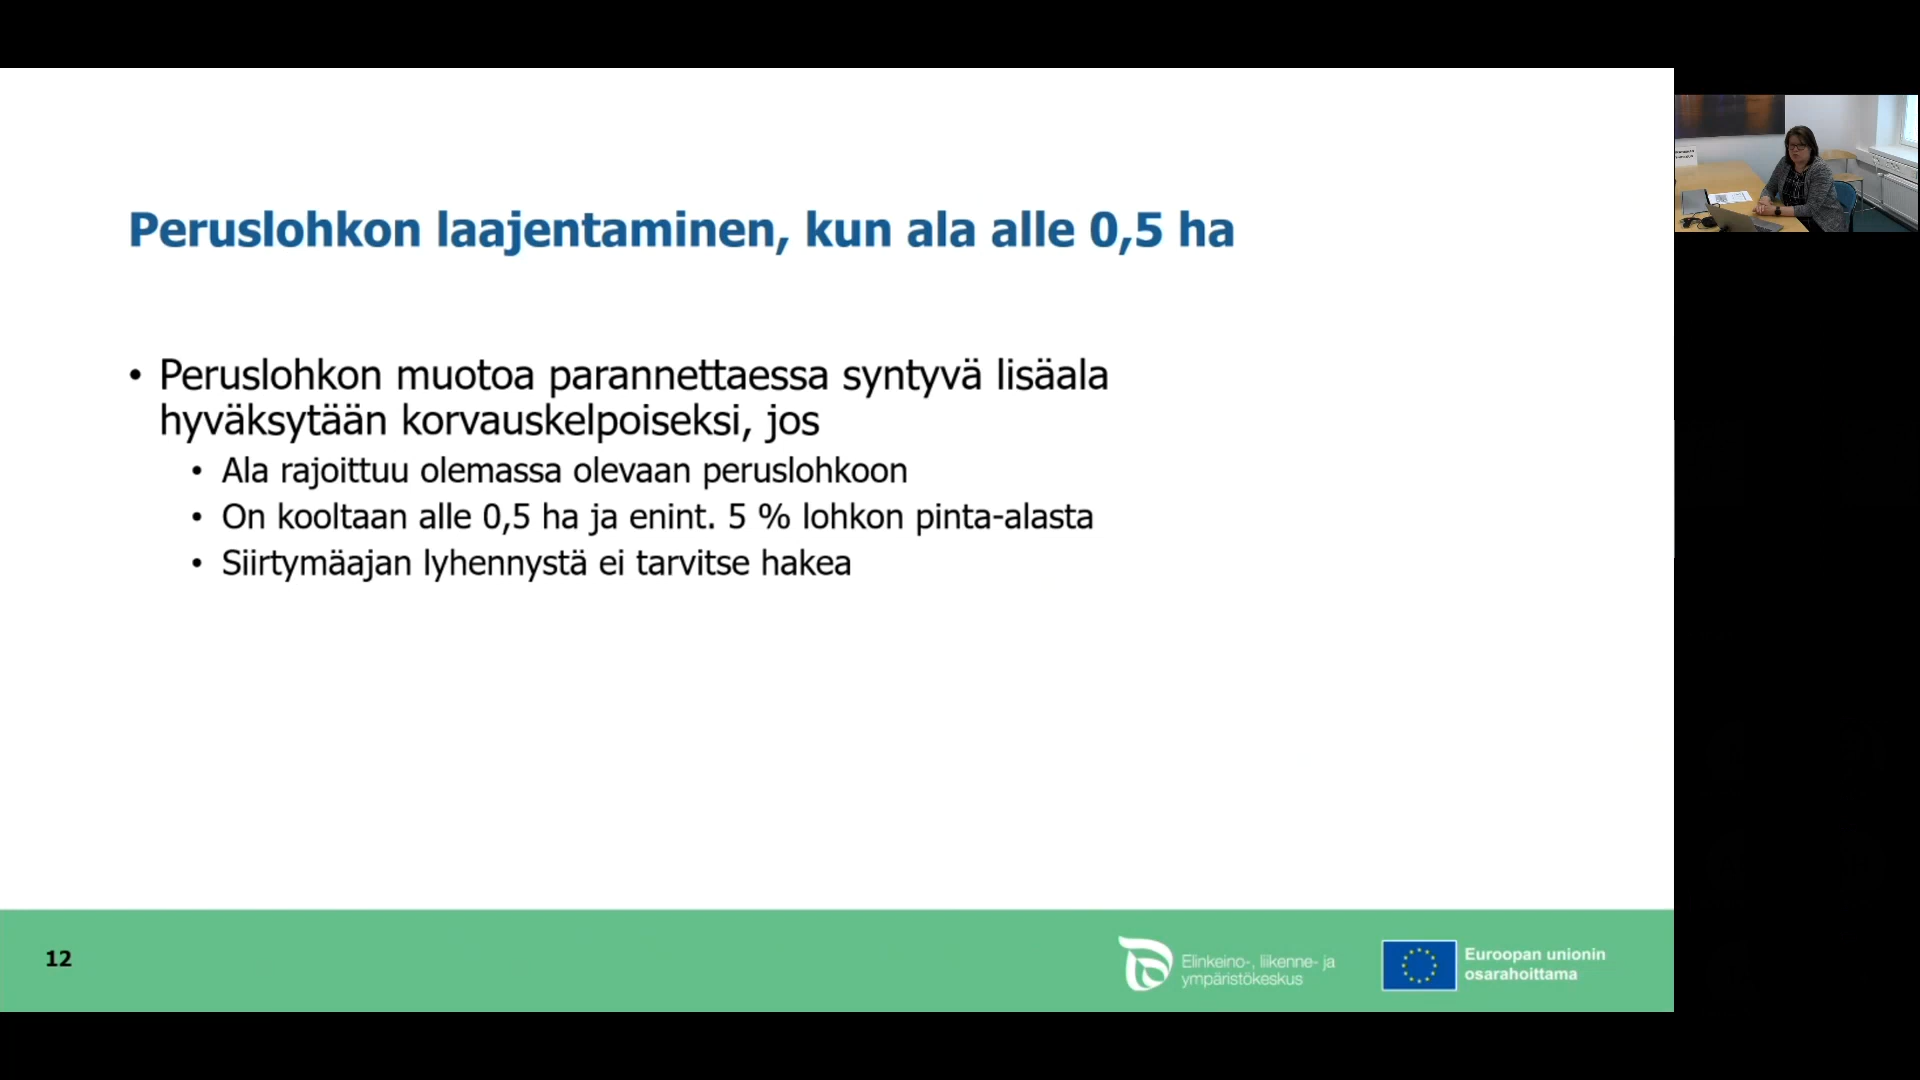 Peruslohkon laajentaminen, kun ala alle 0,5 ha
• Peruslohkon muotoa parannettaessa syntyvä lisäala
hyväksytään korvauskelpoiseksi, jos
• Ala rajoittuu olemassa olevaan peruslohkoon
• On kooltaan alle 0,5 ha ja enint. 5 % lohkon pinta-alasta
• Siirtymäajan lyhennystä ei tarvitse hakea
12
Elinkeino-, liikenne- ja
ympäristökeskus
Euroopan unionin
osarahoittama